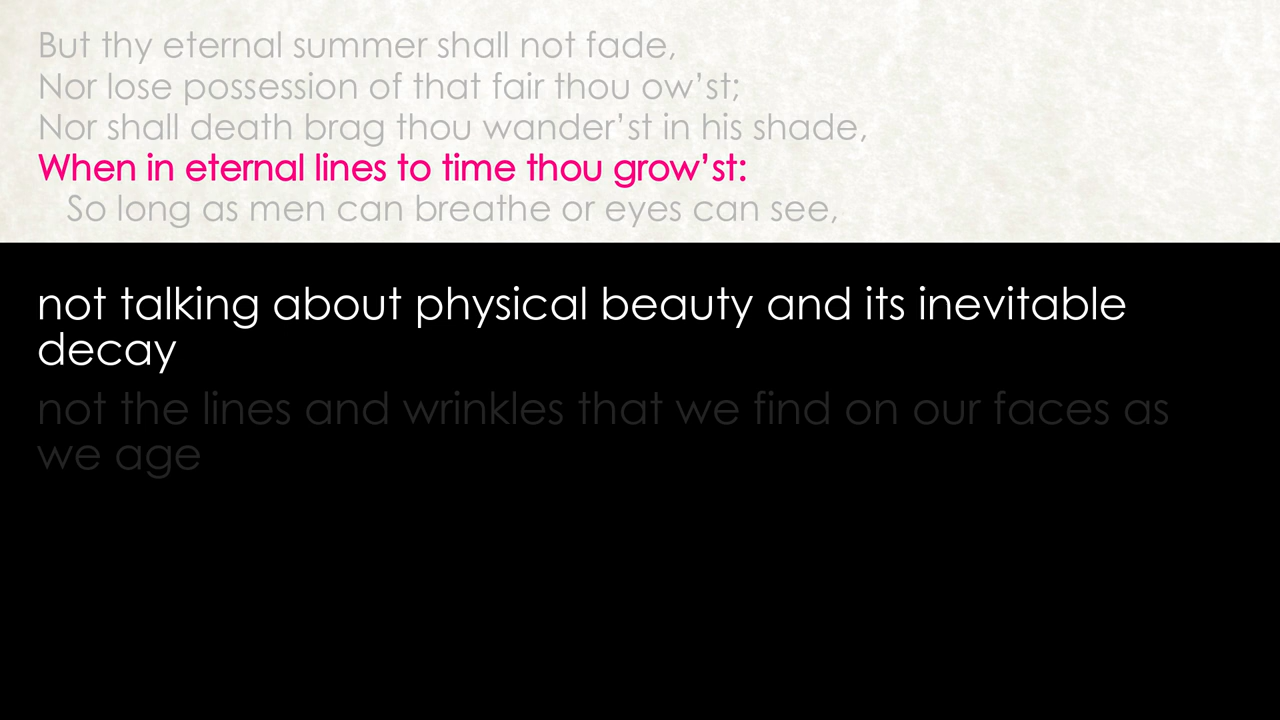 But thy eternal summer shall not fade,
Nor lose possession of that fair thou ow’st;
Nor shall death brag thou wander’st in his shade,
When in eternal lines to time thou grow’st:
So long as men can breathe or eyes can see,
not talking about physical beauty and its inevitable
decay
not the lines and wrinkles that we find on our faces as
we age